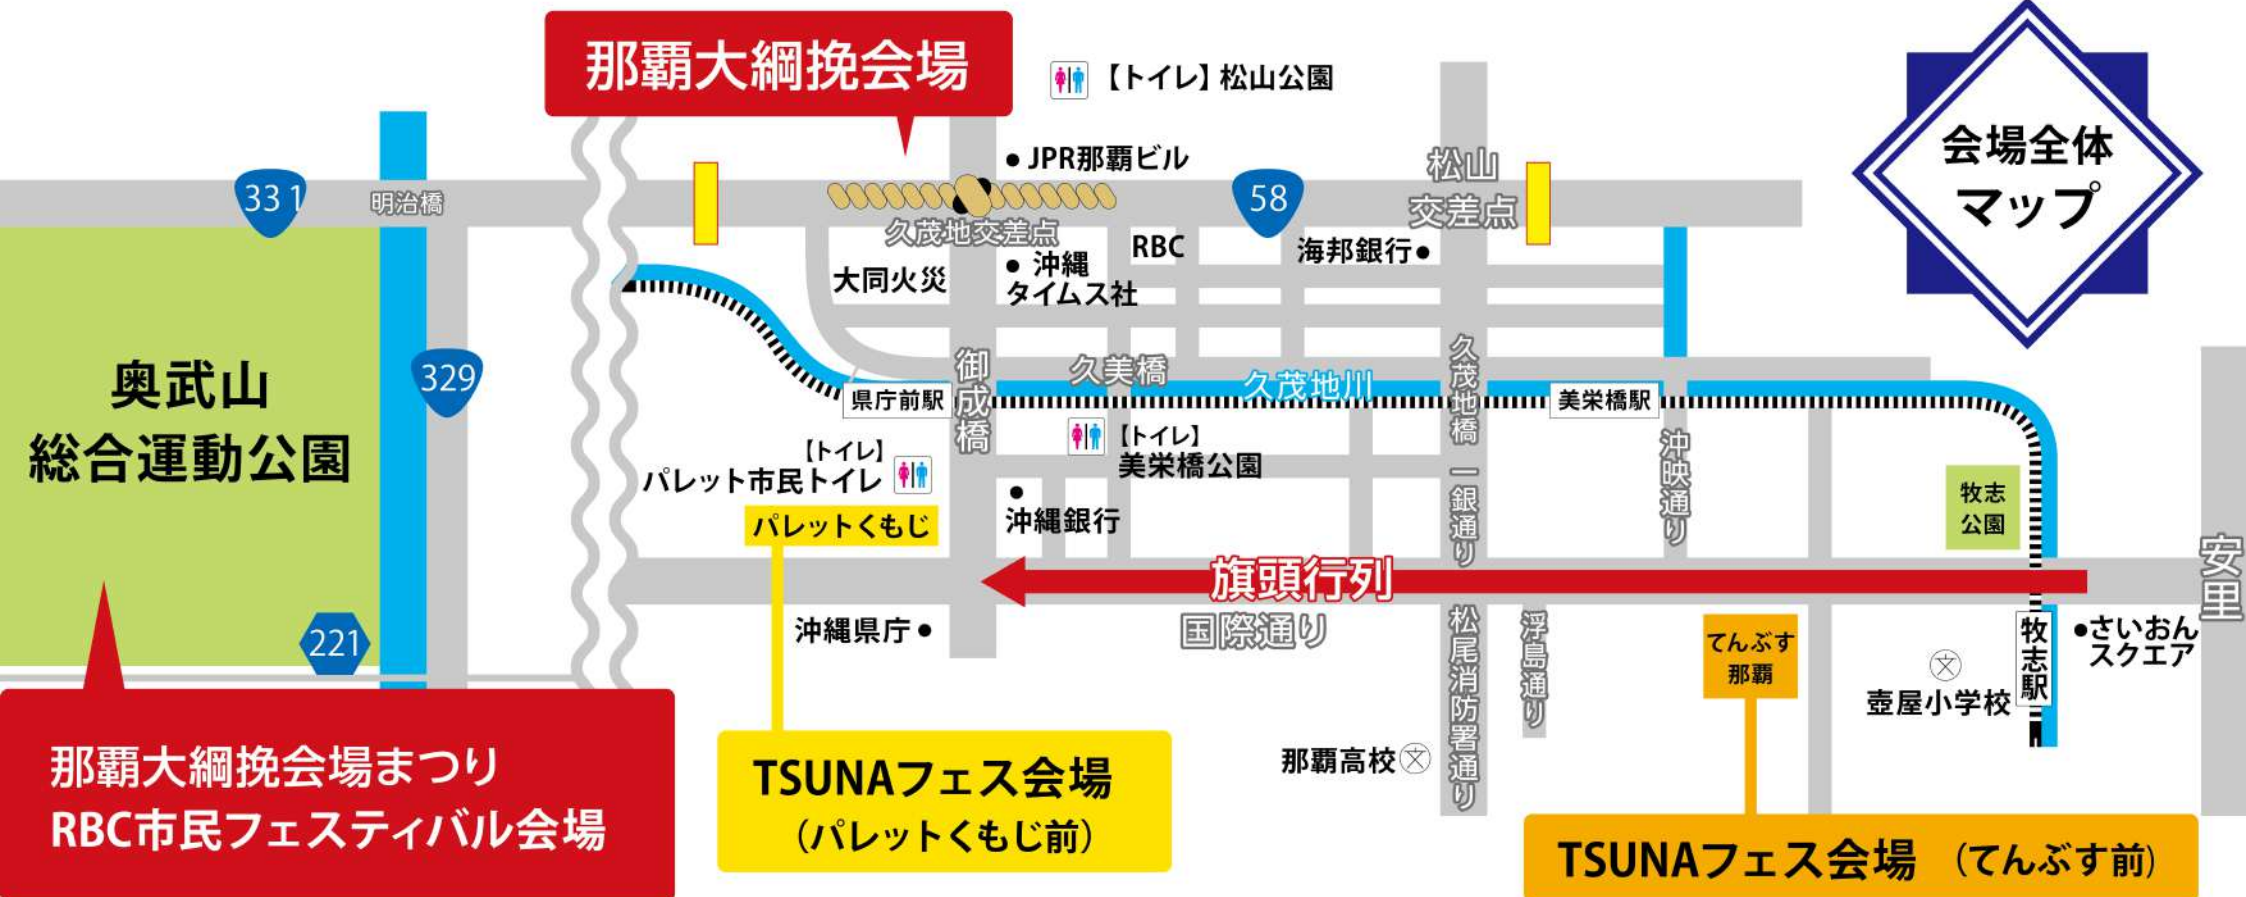 那覇大綱挽会場
【トイレ】松山公園
会場全体
マップ
JPR那覇ビル
松山
交差点
331
明治橋
58
久茂地交差点
RBC
海邦銀行
大同火災
沖縄
タイムス社
奥武山
総合運動公園
329
県庁前駅
御成橋
久美橋
久茂地川
久茂地橋
美栄橋駅
【トイレ】
パレット市民トイレ
【トイレ】
美栄橋公園
一銀通り
沖映通り
牧志
公園
パレットくもじ
沖縄銀行
安里
旗頭行列
国際通り
221
沖縄県庁
松尾消防署通り
浮島通り
てんぶす
那覇
牧志駅
さいおん
スクエア
文
壺屋小学校
那覇高校
文
那覇大綱挽会場まつり
RBC市民フェスティバル会場
TSUNAフェス会場
（パレットくもじ前）
TSUNAフェス会場 （てんぶす前）